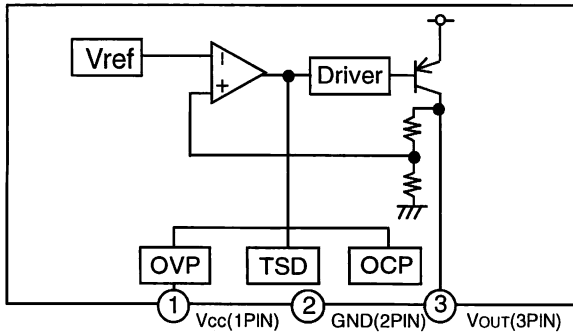 Vref
−
+
Driver
OVP
TSD
OCP
1 Vcc(1PIN)
2 GND(2PIN)
3 VOUT(3PIN)